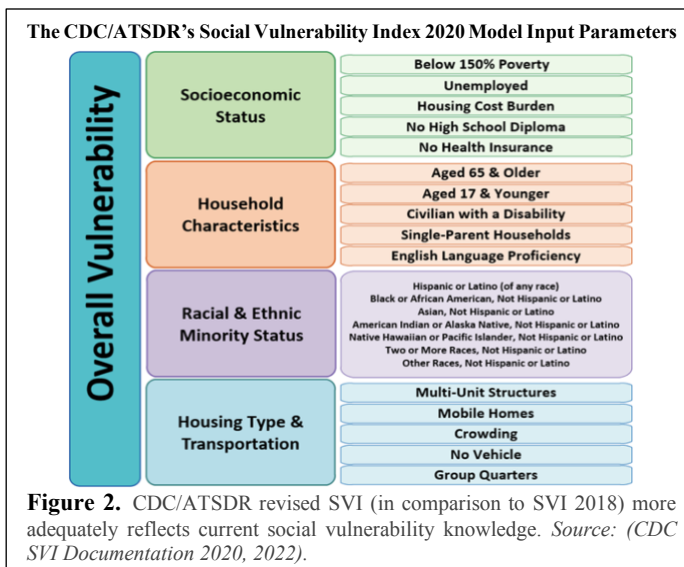 The CDC/ATSDR's Social Vulnerability Index 2020 Model Input Parameters
Overall Vulnerability
Socioeconomic
Status
Below 150% Poverty
Unemployed
Housing Cost Burden
No High School Diploma
No Health Insurance
Household
Characteristics
Aged 65 & Older
Aged 17 & Younger
Civilian with a Disability
Single-Parent Households
English Language Proficiency
Racial & Ethnic
Minority Status
Hispanic or Latino (of any race)
Black or African American, Not Hispanic or Latino
Asian, Not Hispanic or Latino
American Indian or Alaska Native, Not Hispanic or Latino
Native Hawaiian or Pacific Islander, Not Hispanic or Latino
Two or More Races, Not Hispanic or Latino
Other Races, Not Hispanic or Latino
Housing Type &
Transportation
Multi-Unit Structures
Mobile Homes
Crowding
No Vehicle
Group Quarters
Figure 2. CDC/ATSDR revised SVI (in comparison to SVI 2018) more
adequately reflects current social vulnerability knowledge. Source: (CDC
SVI Documentation 2020, 2022).